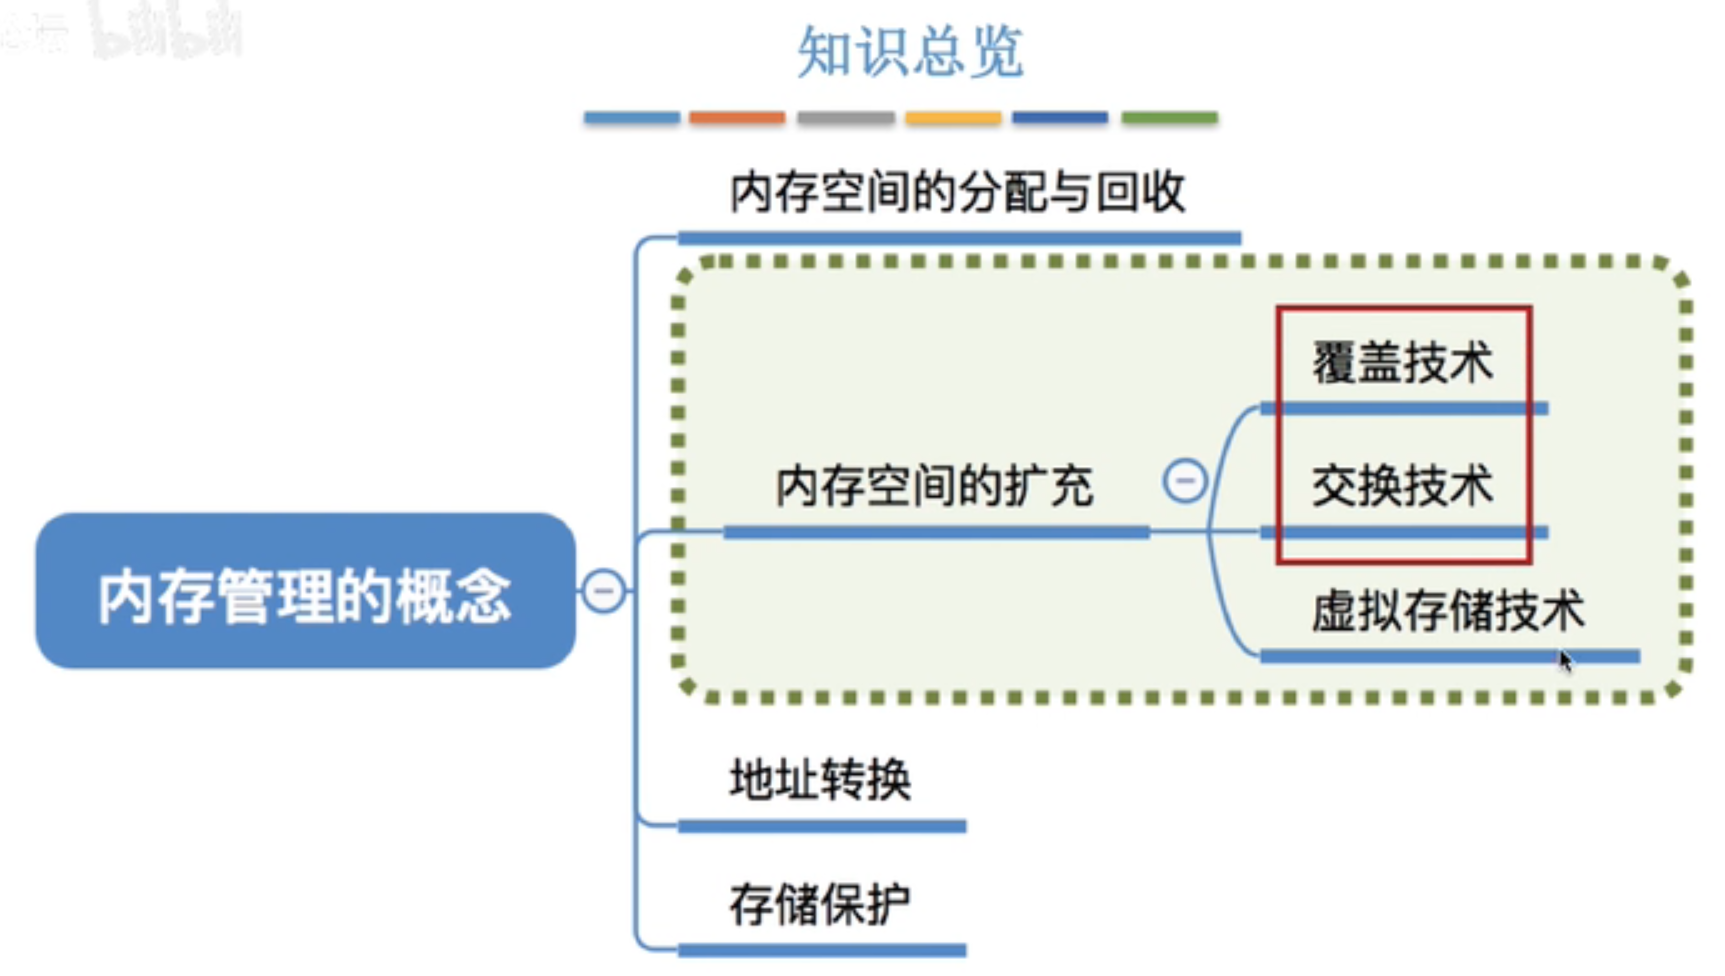 bilibili
知识总览
内存空间的分配与回收
覆盖技术
内存空间的扩充
交换技术
虚拟存储技术
内存管理的概念
地址转换
存储保护